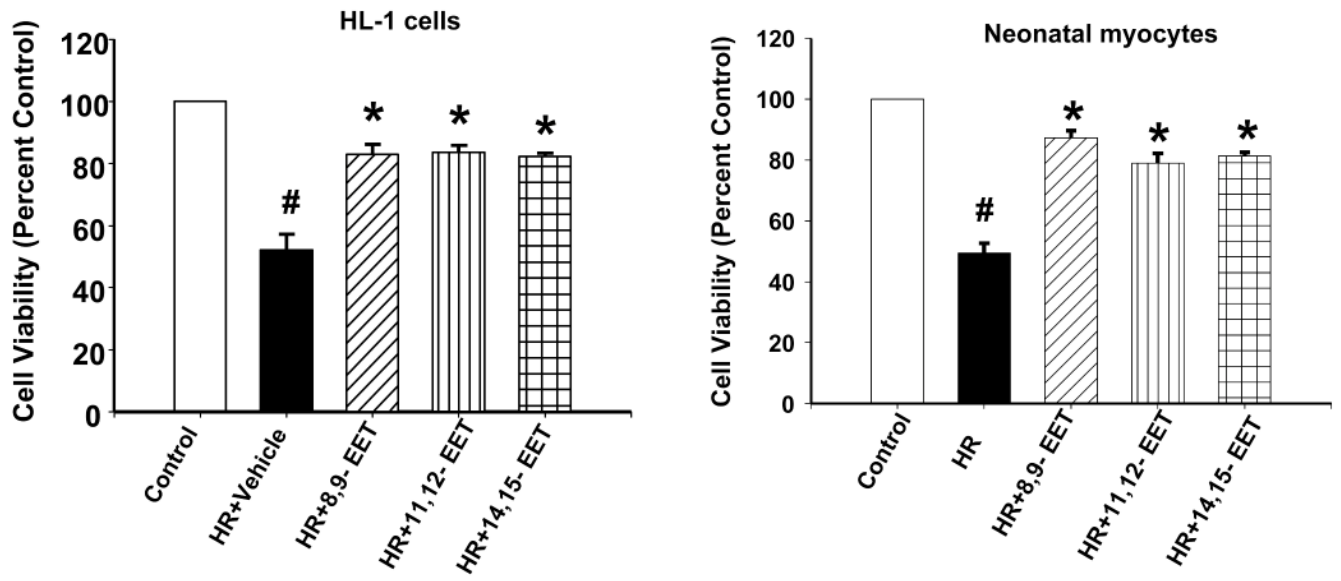 HL-1 cells
Cell Viability (Percent Control)
120
100
80
60
40
20
0
#
*
*
*
Control
HR+Vehicle
HR+8,9- EET
HR+11,12- EET
HR+14,15- EET
Neonatal myocytes
Cell Viability (Percent Control)
120
100
80
60
40
20
0
#
*
*
*
Control
HR
HR+8,9- EET
HR+11,12- EET
HR+14,15- EET